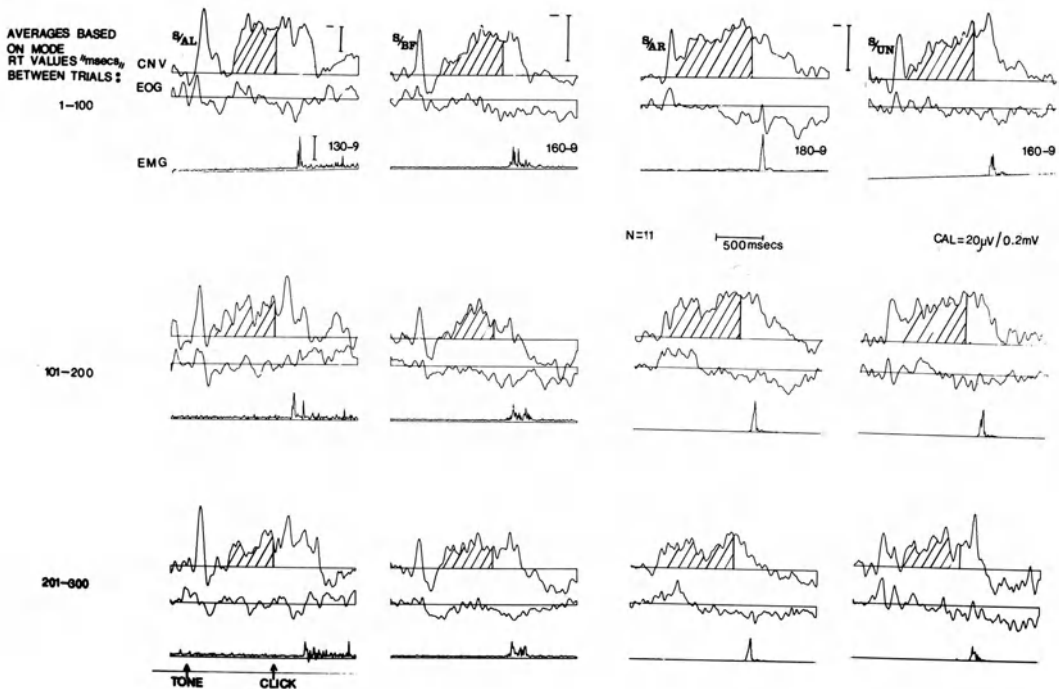 AVERAGES BASED
ON MODE
RT VALUES "msecs"
BETWEEN TRIALS:
1-100
CNV
EOG
EMG
S/AL
S/BF
S/AR
S/UN
130-9
160-9
180-9
160-9
N=11
500msecs
CAL=20µV/0.2mV
101-200
201-300
TONE
CLICK